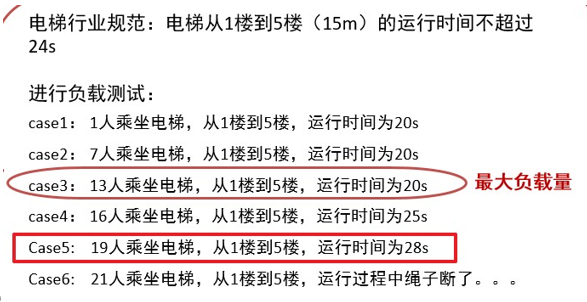 电梯行业规范：电梯从1楼到5楼（15m）的运行时间不超过
24s
进行负载测试：
case1：1人乘坐电梯，从1楼到5楼，运行时间为20s
case2：7人乘坐电梯，从1楼到5楼，运行时间为20s
case3：13人乘坐电梯，从1楼到5楼，运行时间为20s 最大负载量
case4：16人乘坐电梯，从1楼到5楼，运行时间为25s
Case5：19人乘坐电梯，从1楼到5楼，运行时间为28s
Case6：21人乘坐电梯，从1楼到5楼，运行过程中绳子断了。。。